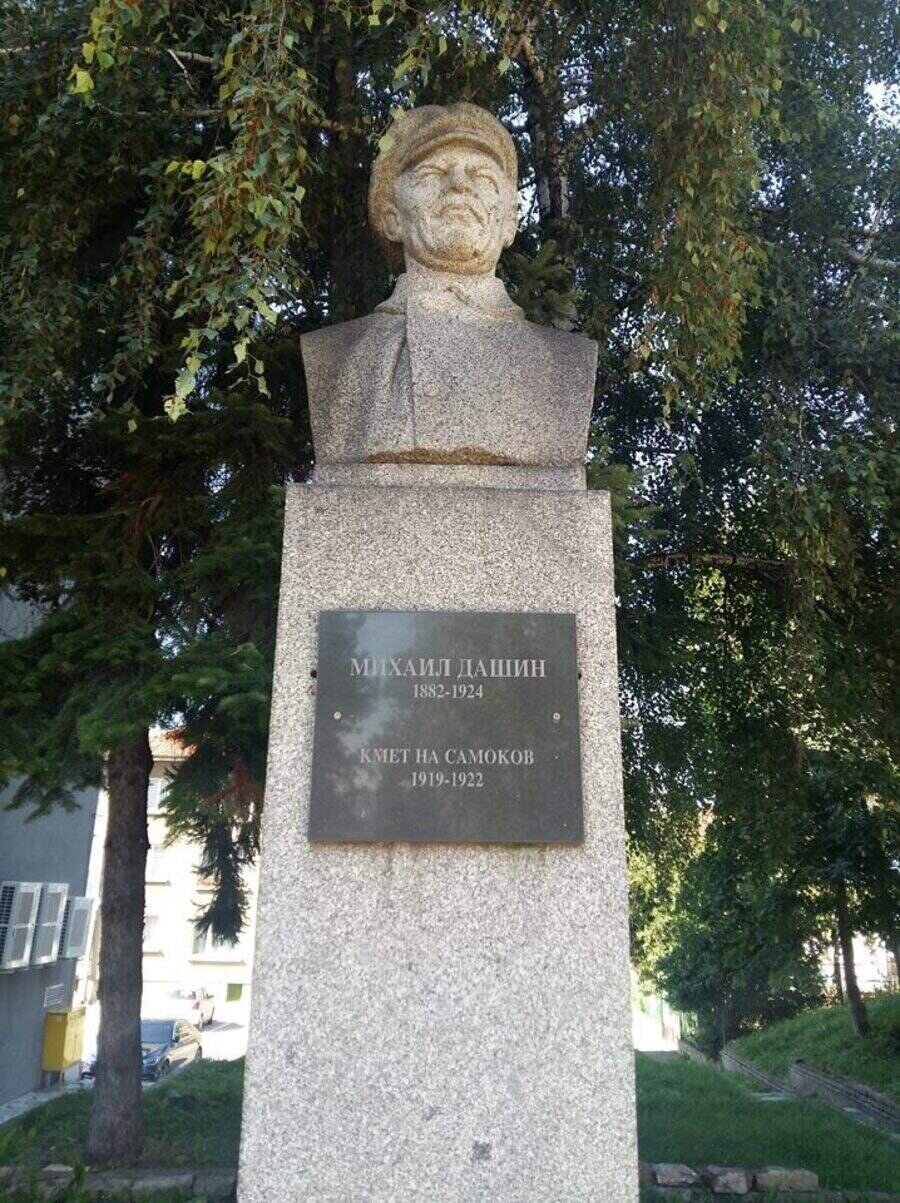 МИХАИЛ ДАШИН
1882-1924
КМЕТ НА САМОКОВ
1919-1922